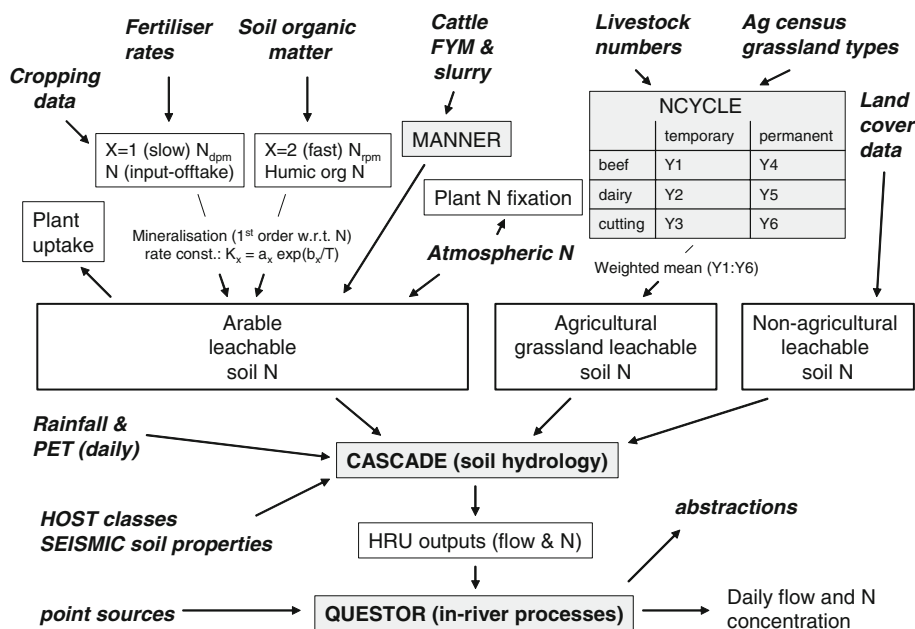 Fertiliser
rates
Soil organic
matter
Cattle
FYM &
slurry
Livestock
numbers
Ag census
grassland types
Cropping
data
Land
cover
data
X=1 (slow) N_dpm
N (input-offtake)
X=2 (fast) N_rpm
Humic org N
MANNER
NCYCLE
temporary permanent
beef Y1 Y4
dairy Y2 Y5
cutting Y3 Y6
Plant
uptake
Mineralisation (1st order w.r.t. N)
rate const.: K_x = a_x exp(b_x/T)
Plant N fixation
Atmospheric N
Weighted mean (Y1:Y6)
Arable
leachable
soil N
Agricultural
grassland leachable
soil N
Non-agricultural
leachable
soil N
Rainfall &
PET (daily)
CASCADE (soil hydrology)
HOST classes
SEISMIC soil properties
HRU outputs (flow & N)
abstractions
point sources
QUESTOR (in-river processes)
Daily flow and N
concentration